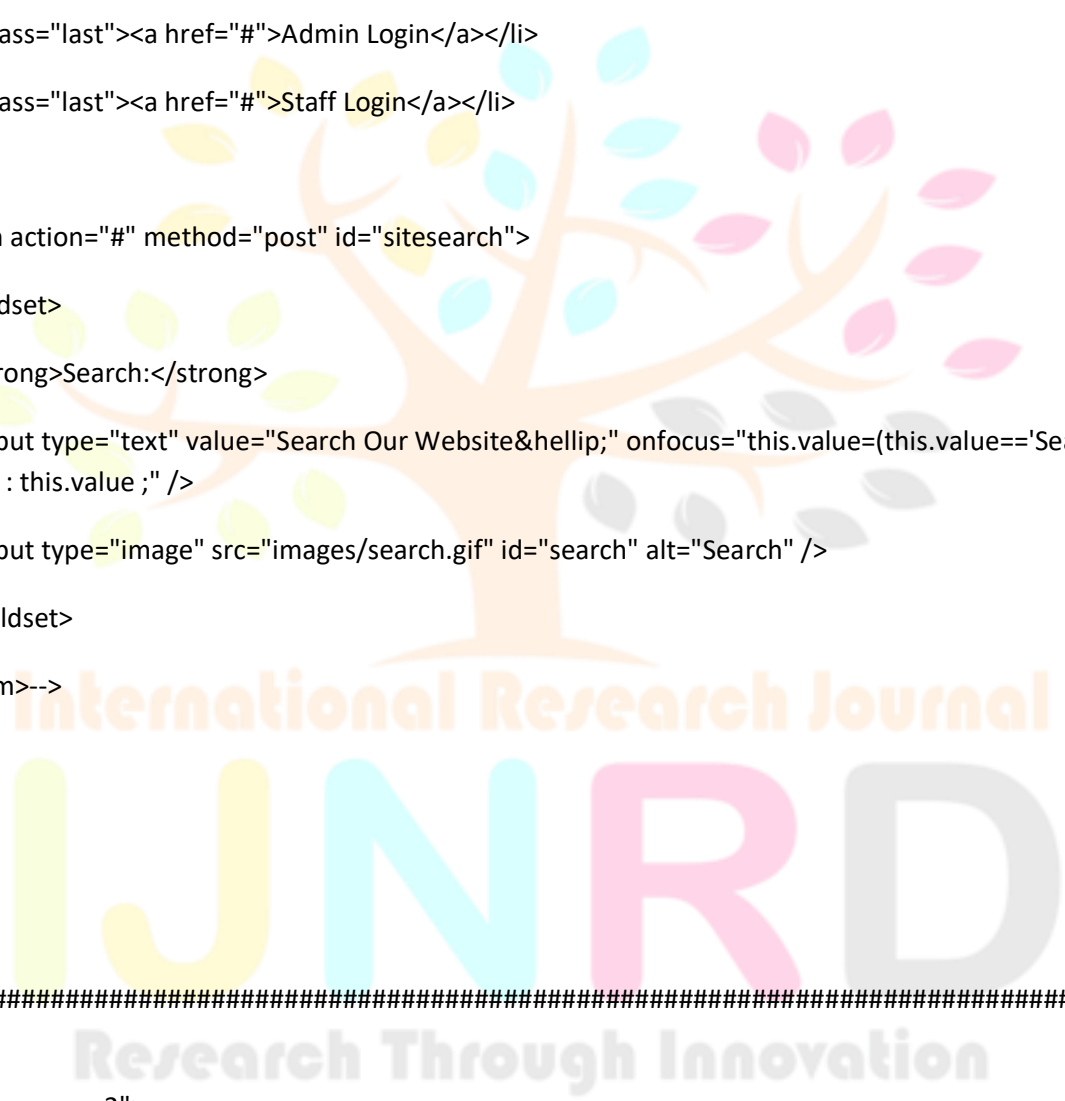 ass="last"><a href="#">Admin Login</a></li>
ass="last"><a href="#">Staff Login</a></li>
action="#" method="post" id="sitesearch">
dset>
rong>Search:</strong>
put type="text" value="Search Our Website&hellip;" onfocus="this.value=(this.value=='Sea
: this.value ;" />
put type="image" src="images/search.gif" id="search" alt="Search" />
ldset>
m>-->
International Research Journal
IJNRD
Research Through Innovation